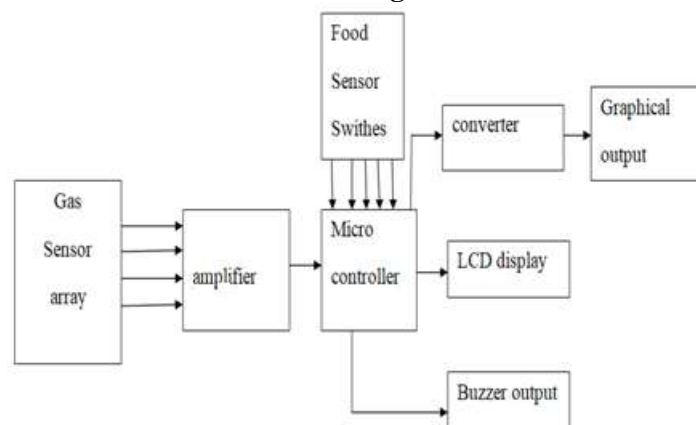 Food
Sensor
Swithes
converter
Graphical
output
Gas
Sensor
array
amplifier
Micro
controller
LCD display
Buzzer output